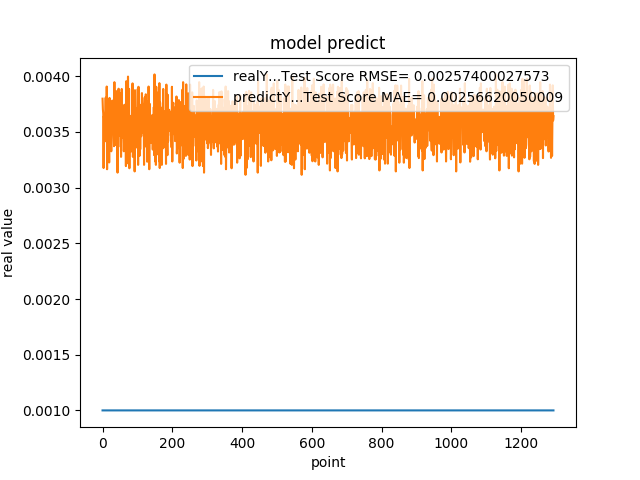 model predict
realY...Test Score RMSE= 0.00257400027573
predictY...Test Score MAE= 0.00256620050009
0.0040
0.0035
0.0030
0.0025
0.0020
0.0015
0.0010
real value
0 200 400 600 800 1000 1200
point